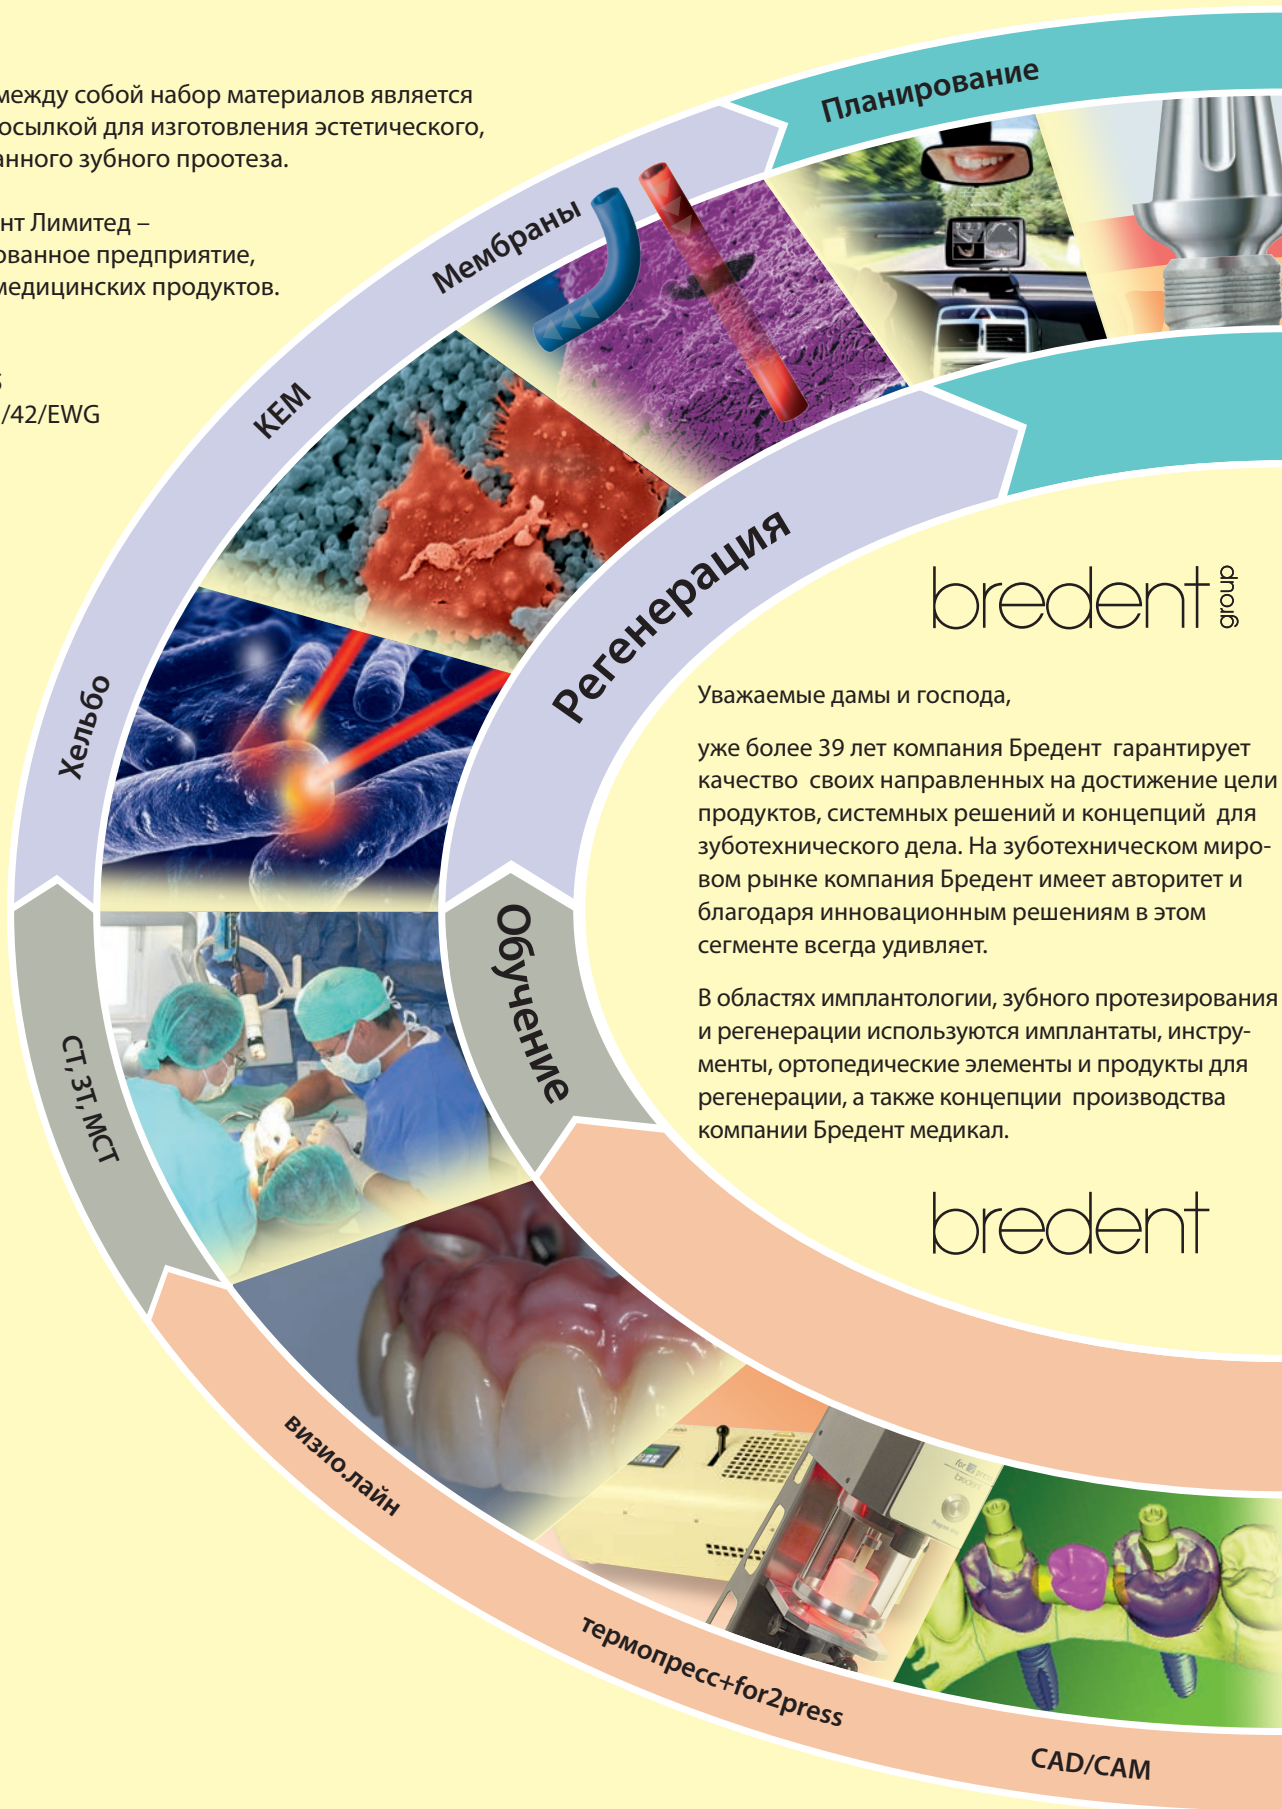 между собой набор материалов является
осылкой для изготовления эстетического,
анного зубного проотеза.
нт Лимитед –
ованное предприятие,
медицинских продуктов.
/42/EWG
Планирование
Мембраны
КЕМ
Хельбо
СТ, 3Т, МСТ
визио.лайн
термопресс+for2press
CAD/CAM
Регенерация
Обучение
bredent group
Уважаемые дамы и господа,
уже более 39 лет компания Бредент гарантирует
качество своих направленных на достижение цели
продуктов, системных решений и концепций для
зуботехнического дела. На зуботехническом миро-
вом рынке компания Бредент имеет авторитет и
благодаря инновационным решениям в этом
сегменте всегда удивляет.
В областях имплантологии, зубного протезирования
и регенерации используются имплантаты, инстру-
менты, ортопедические элементы и продукты для
регенерации, а также концепции производства
компании Бредент медикал.
bredent